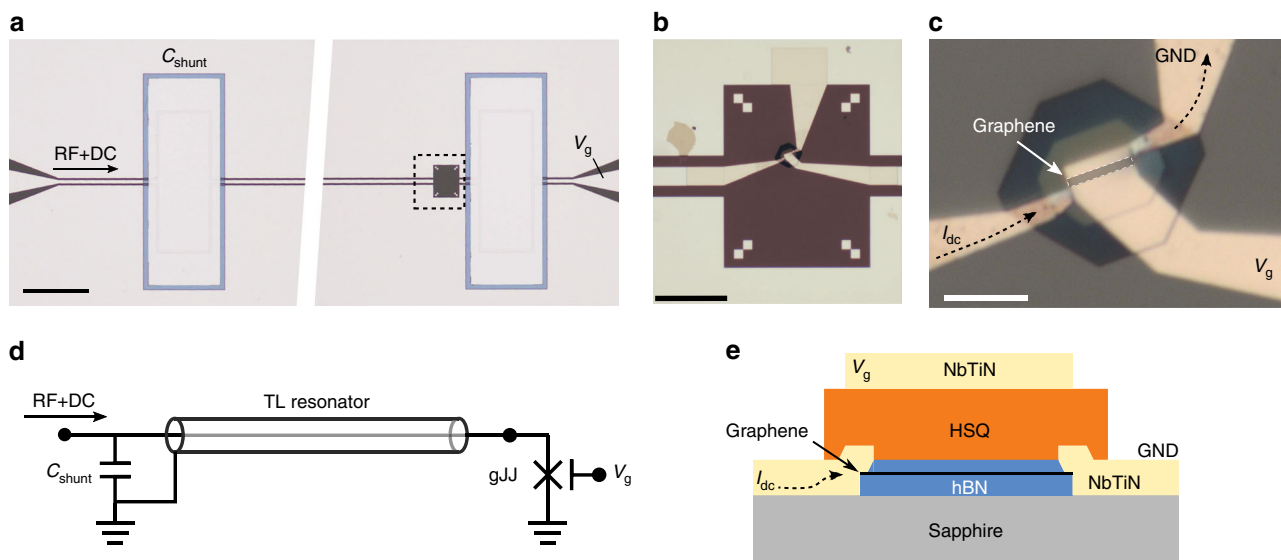 a
C_shunt
RF+DC
V_g
b
c
GND
Graphene
I_dc
V_g
d
RF+DC
TL resonator
C_shunt
gJJ
V_g
e
V_g
NbTiN
HSQ
Graphene
GND
I_dc
hBN
NbTiN
Sapphire